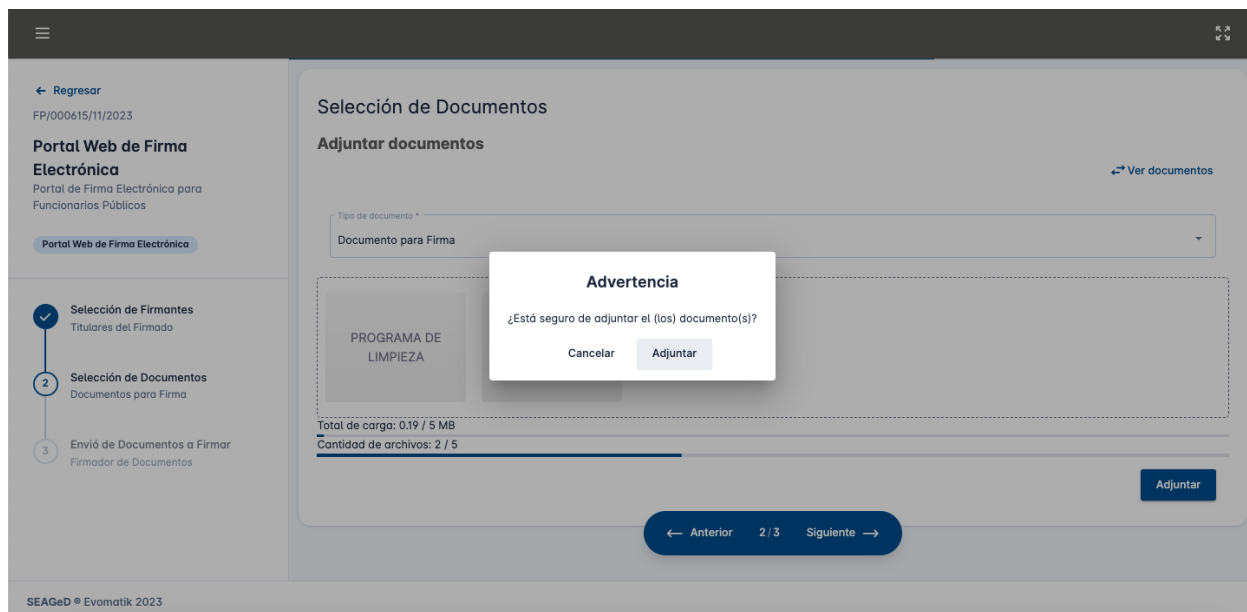 ← Regresar
FP/000615/11/2023
Portal Web de Firma
Electrónica
Portal de Firma Electrónica para
Funcionarios Públicos
Portal Web de Firma Electrónica
Selección de Firmantes
Titulares del Firmado
2
Selección de Documentos
Documentos para Firma
3
Envió de Documentos a Firmar
Firmador de Documentos
Selección de Documentos
Adjuntar documentos
Ver documentos
Tipo de documento *
Documento para Firma
PROGRAMA DE
LIMPIEZA
Advertencia
¿Está seguro de adjuntar el (los) documento(s)?
Cancelar Adjuntar
Total de carga: 0.19 / 5 MB
Cantidad de archivos: 2 / 5
Adjuntar
← Anterior 2/3 Siguiente →
SEAGeD ® Evomatik 2023